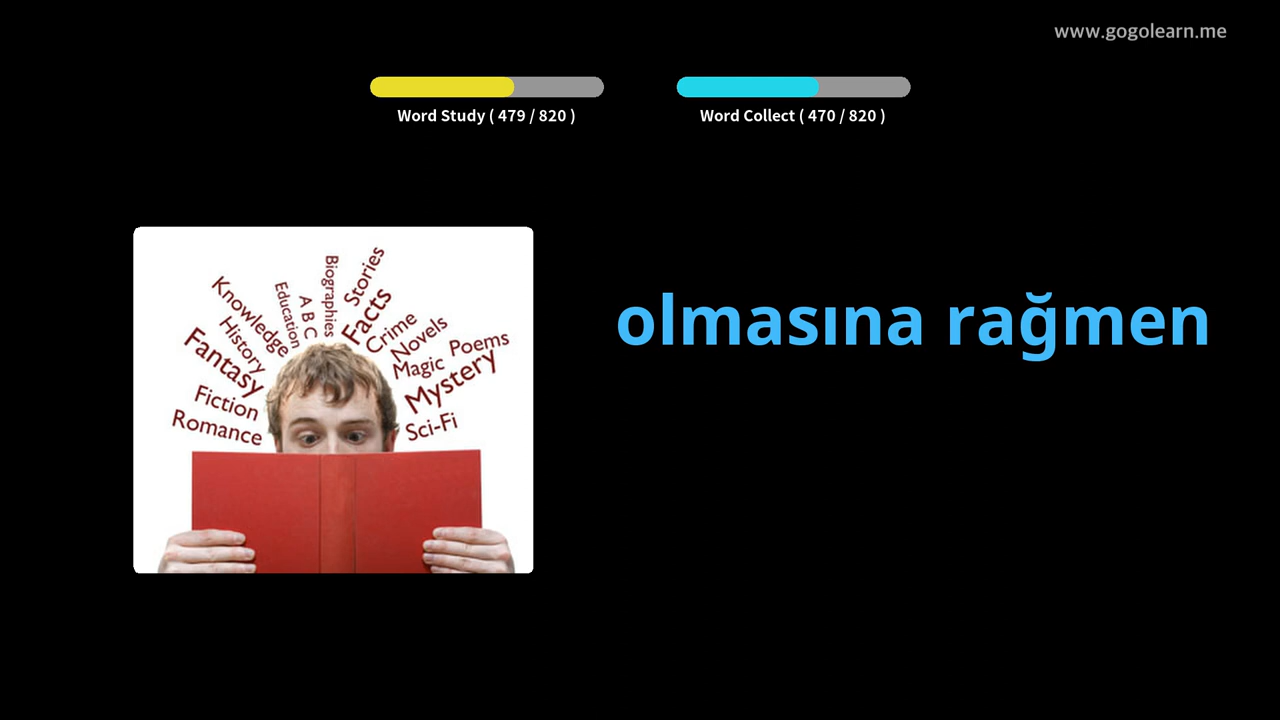 www.gogolearn.me
Word Study ( 479 / 820 )
Word Collect ( 470 / 820 )
olmasına rağmen
Romance
Fiction
Fantasy
History
Knowledge
Education
A B C
Biographies
Stories
Facts
Crime
Novels
Magic
Poems
Mystery
Sci-Fi